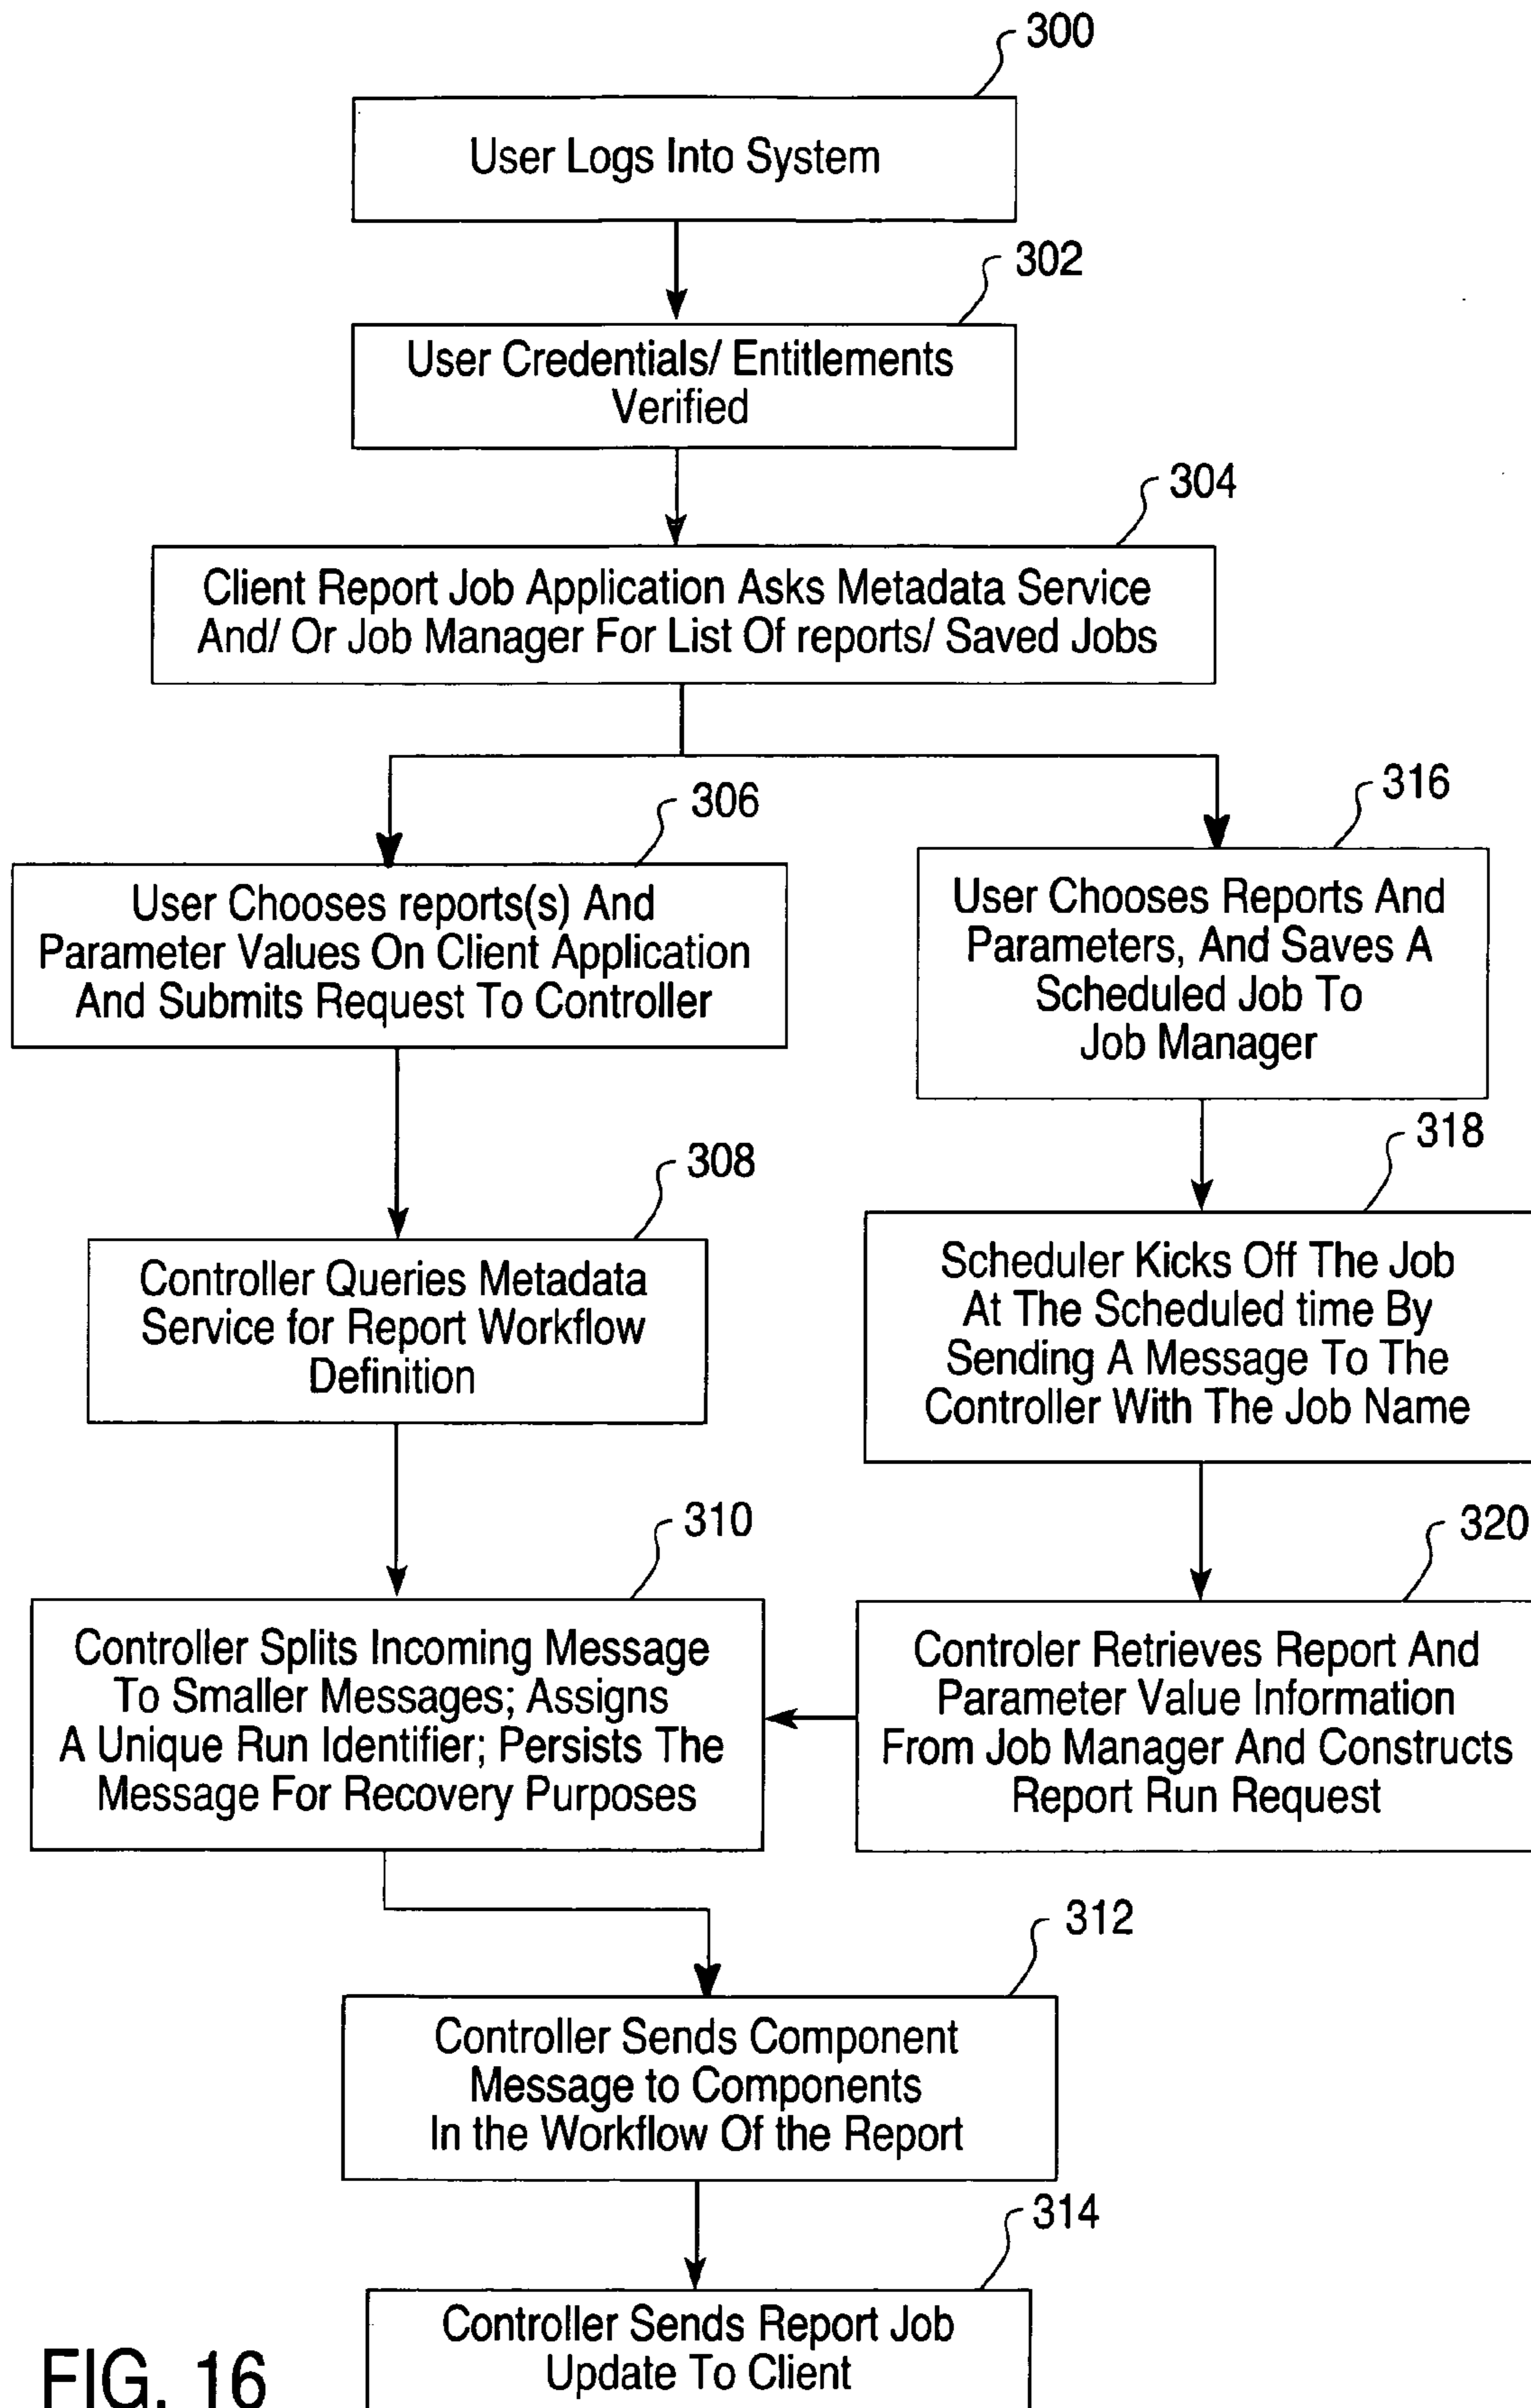 300
User Logs Into System
302
User Credentials/ Entitlements
Verified
304
Client Report Job Application Asks Metadata Service
And/ Or Job Manager For List Of reports/ Saved Jobs
306
User Chooses reports(s) And
Parameter Values On Client Application
And Submits Request To Controller
316
User Chooses Reports And
Parameters, And Saves A
Scheduled Job To
Job Manager
308
Controller Queries Metadata
Service for Report Workflow
Definition
318
Scheduler Kicks Off The Job
At The Scheduled time By
Sending A Message To The
Controller With The Job Name
310
Controller Splits Incoming Message
To Smaller Messages; Assigns
A Unique Run Identifier; Persists The
Message For Recovery Purposes
320
Controler Retrieves Report And
Parameter Value Information
From Job Manager And Constructs
Report Run Request
312
Controller Sends Component
Message to Components
In the Workflow Of the Report
314
Controller Sends Report Job
Update To Client
FIG. 16